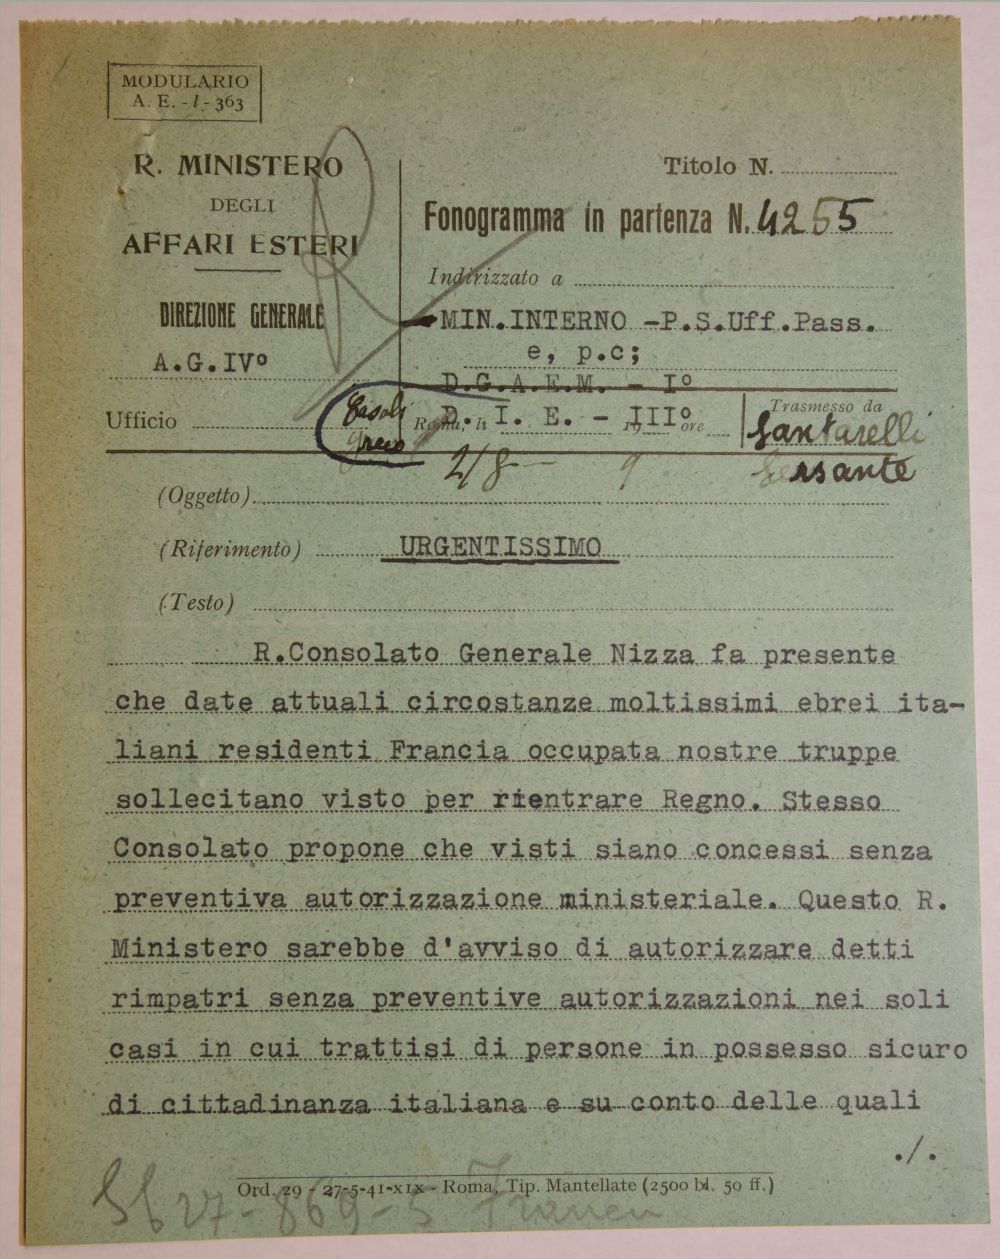 MODULARIO
A. E. - I - 363
R. MINISTERO
DEGLI
AFFARI ESTERI
DIREZIONE GENERALE
A.G.IVº
Ufficio
Titolo N.
Fonogramma in partenza N. 4255
Indirizzato a
MIN.INTERNO -P.S.Uff.Pass.
e, p.c;
D.G.A.E.M. - Iº
D. I. E. - IIIº
Roma, li 19 ore
2/8 9
Trasmesso da
Santarelli
(Oggetto)
(Riferimento) URGENTISSIMO
(Testo)
R.Consolato Generale Nizza fa presente
che date attuali circostanze moltissimi ebrei ita-
liani residenti Francia occupata nostre truppe
sollecitano visto per rientrare Regno. Stesso
Consolato propone che visti siano concessi senza
preventiva autorizzazione ministeriale. Questo R.
Ministero sarebbe d'avviso di autorizzare detti
rimpatri senza preventive autorizzazioni nei soli
casi in cui trattisi di persone in possesso sicuro
di cittadinanza italiana e su conto delle quali
./.
Ord. 29 - 27-5-41-XIX - Roma, Tip. Mantellate (2500 bl. 50 ff.)